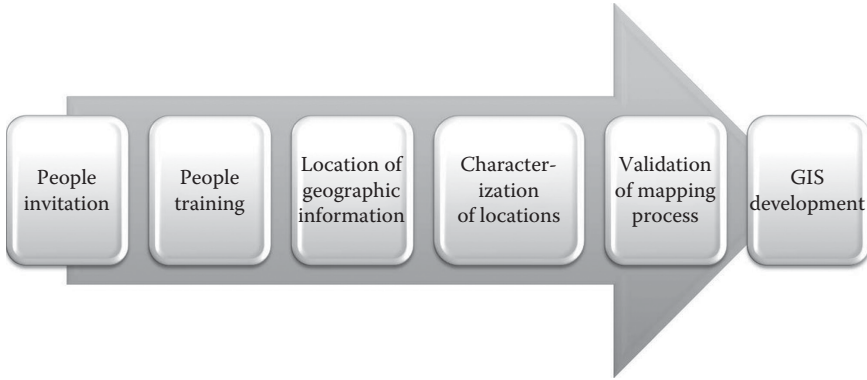 People
invitation
People
training
Location of
geographic
information
Character-
ization
of locations
Validation
of mapping
process
GIS
development